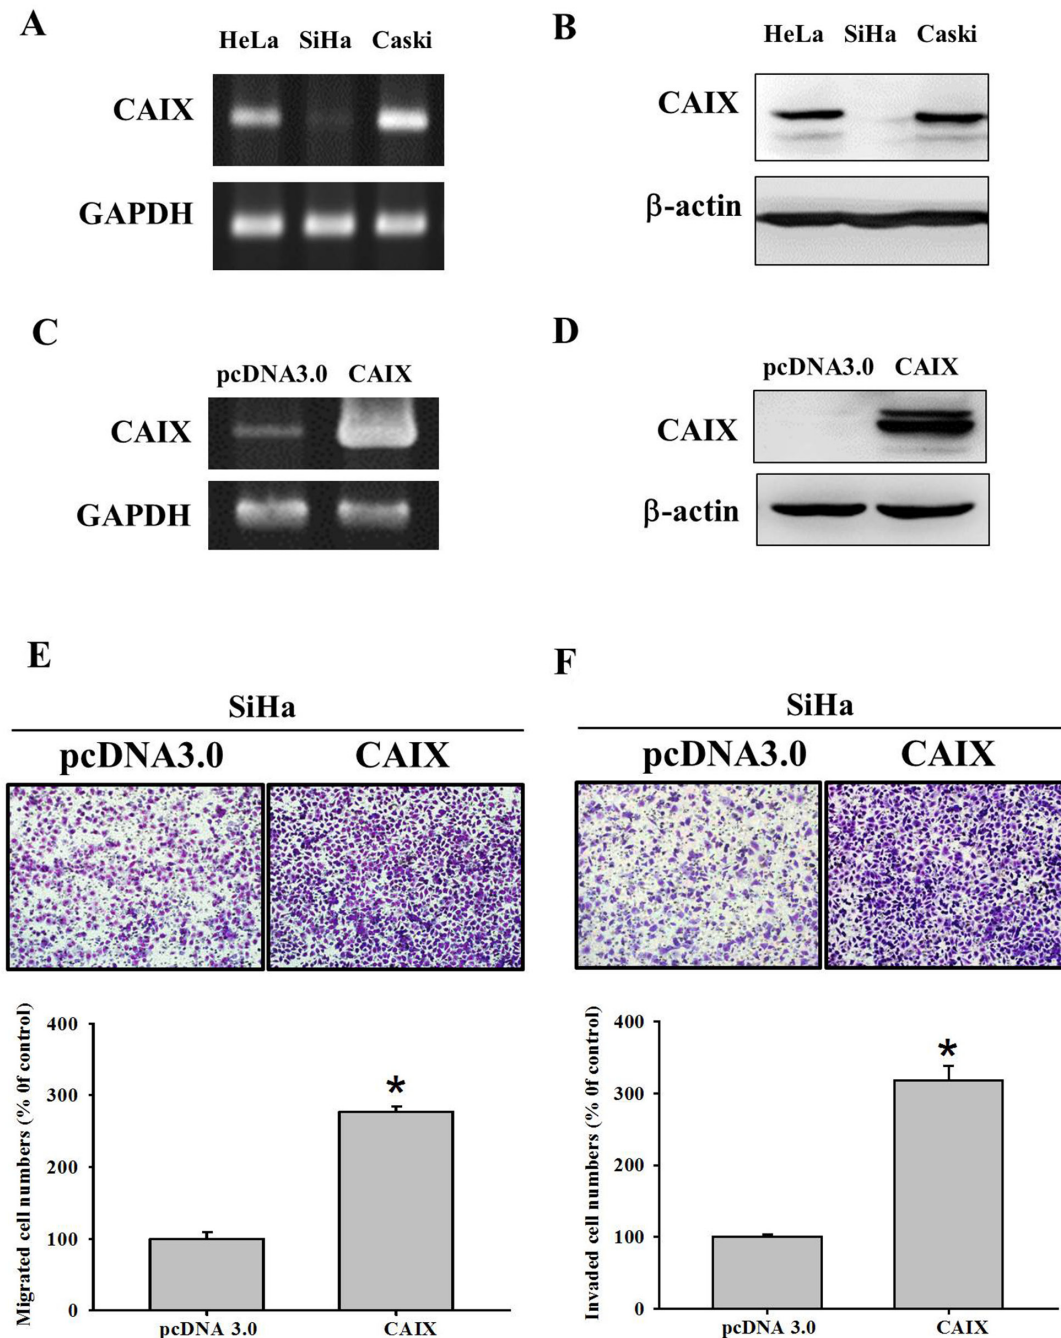 A
HeLa SiHa Caski
CAIX
GAPDH
B
HeLa SiHa Caski
CAIX
β-actin
C
pcDNA3.0 CAIX
CAIX
GAPDH
D
pcDNA3.0 CAIX
CAIX
β-actin
E
SiHa
pcDNA3.0 CAIX
Migrated cell numbers (% 0f control)
400
300
200
100
0
*
pcDNA 3.0 CAIX
F
SiHa
pcDNA3.0 CAIX
Invaded cell numbers (% 0f control)
400
300
200
100
0
*
pcDNA 3.0 CAIX